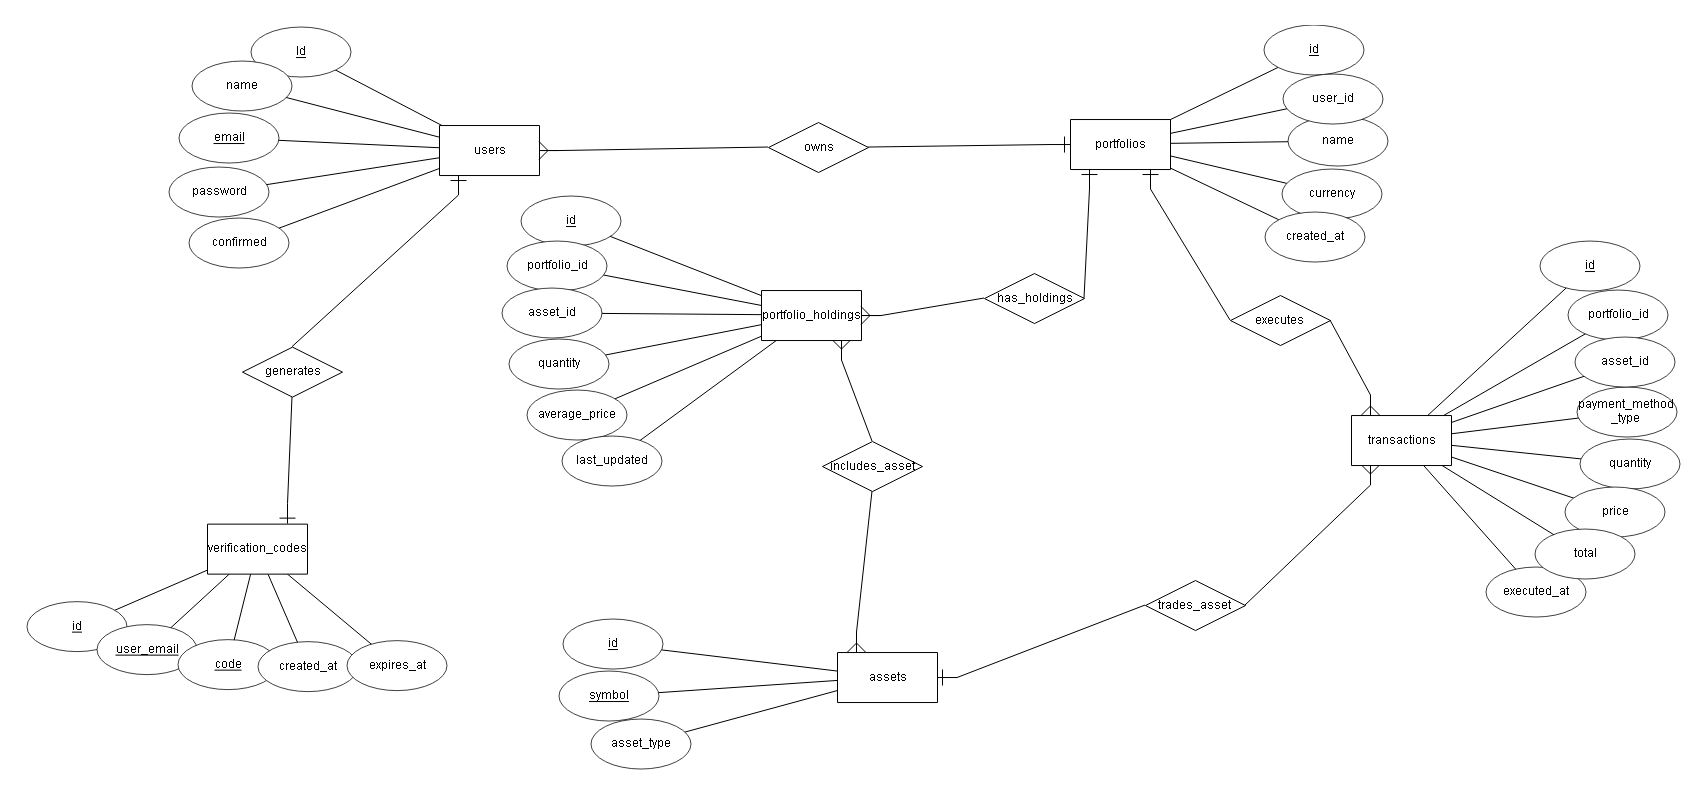 Id
name
email
password
confirmed
users
owns
portfolios
id
user_id
name
currency
created_at
id
portfolio_id
asset_id
quantity
average_price
last_updated
portfolio_holdings
has_holdings
executes
id
portfolio_id
asset_id
payment_method
_type
quantity
price
total
executed_at
transactions
generates
includes_asset
verification_codes
id
user_email
code
created_at
expires_at
trades_asset
id
symbol
asset_type
assets